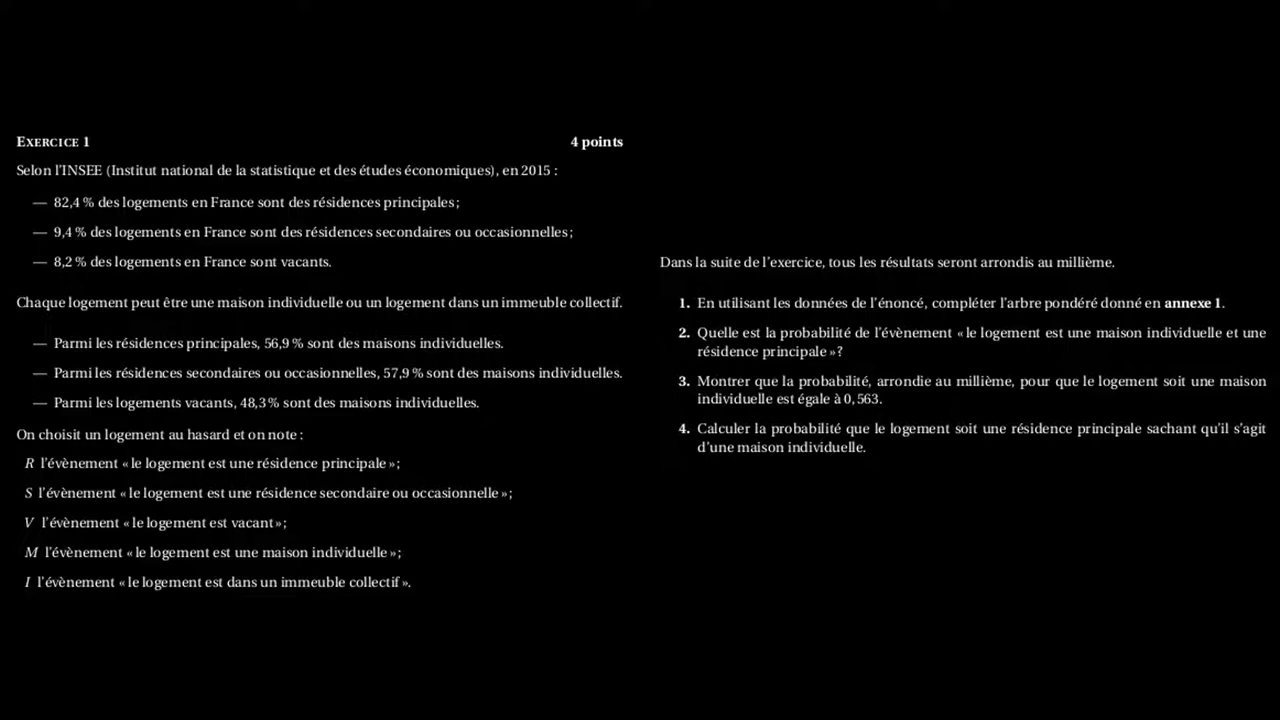 EXERCICE 1 4 points
Selon l'INSEE (Institut national de la statistique et des études économiques), en 2015 :
— 82,4 % des logements en France sont des résidences principales ;
— 9,4 % des logements en France sont des résidences secondaires ou occasionnelles ;
— 8,2 % des logements en France sont vacants.
Chaque logement peut être une maison individuelle ou un logement dans un immeuble collectif.
— Parmi les résidences principales, 56,9 % sont des maisons individuelles.
— Parmi les résidences secondaires ou occasionnelles, 57,9 % sont des maisons individuelles.
— Parmi les logements vacants, 48,3 % sont des maisons individuelles.
On choisit un logement au hasard et on note :
R l'évènement « le logement est une résidence principale » ;
S l'évènement « le logement est une résidence secondaire ou occasionnelle » ;
V l'évènement « le logement est vacant » ;
M l'évènement « le logement est une maison individuelle » ;
I l'évènement « le logement est dans un immeuble collectif ».
Dans la suite de l'exercice, tous les résultats seront arrondis au millième.
1. En utilisant les données de l'énoncé, compléter l'arbre pondéré donné en annexe 1.
2. Quelle est la probabilité de l'évènement « le logement est une maison individuelle et une
résidence principale » ?
3. Montrer que la probabilité, arrondie au millième, pour que le logement soit une maison
individuelle est égale à 0,563.
4. Calculer la probabilité que le logement soit une résidence principale sachant qu'il s'agit
d'une maison individuelle.